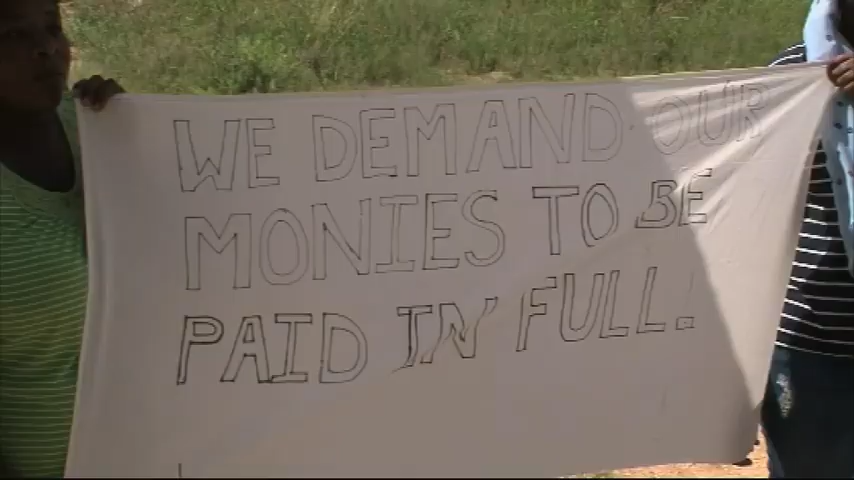 WE DEMAND OUR
MONIES TO BE
PAID IN FULL.